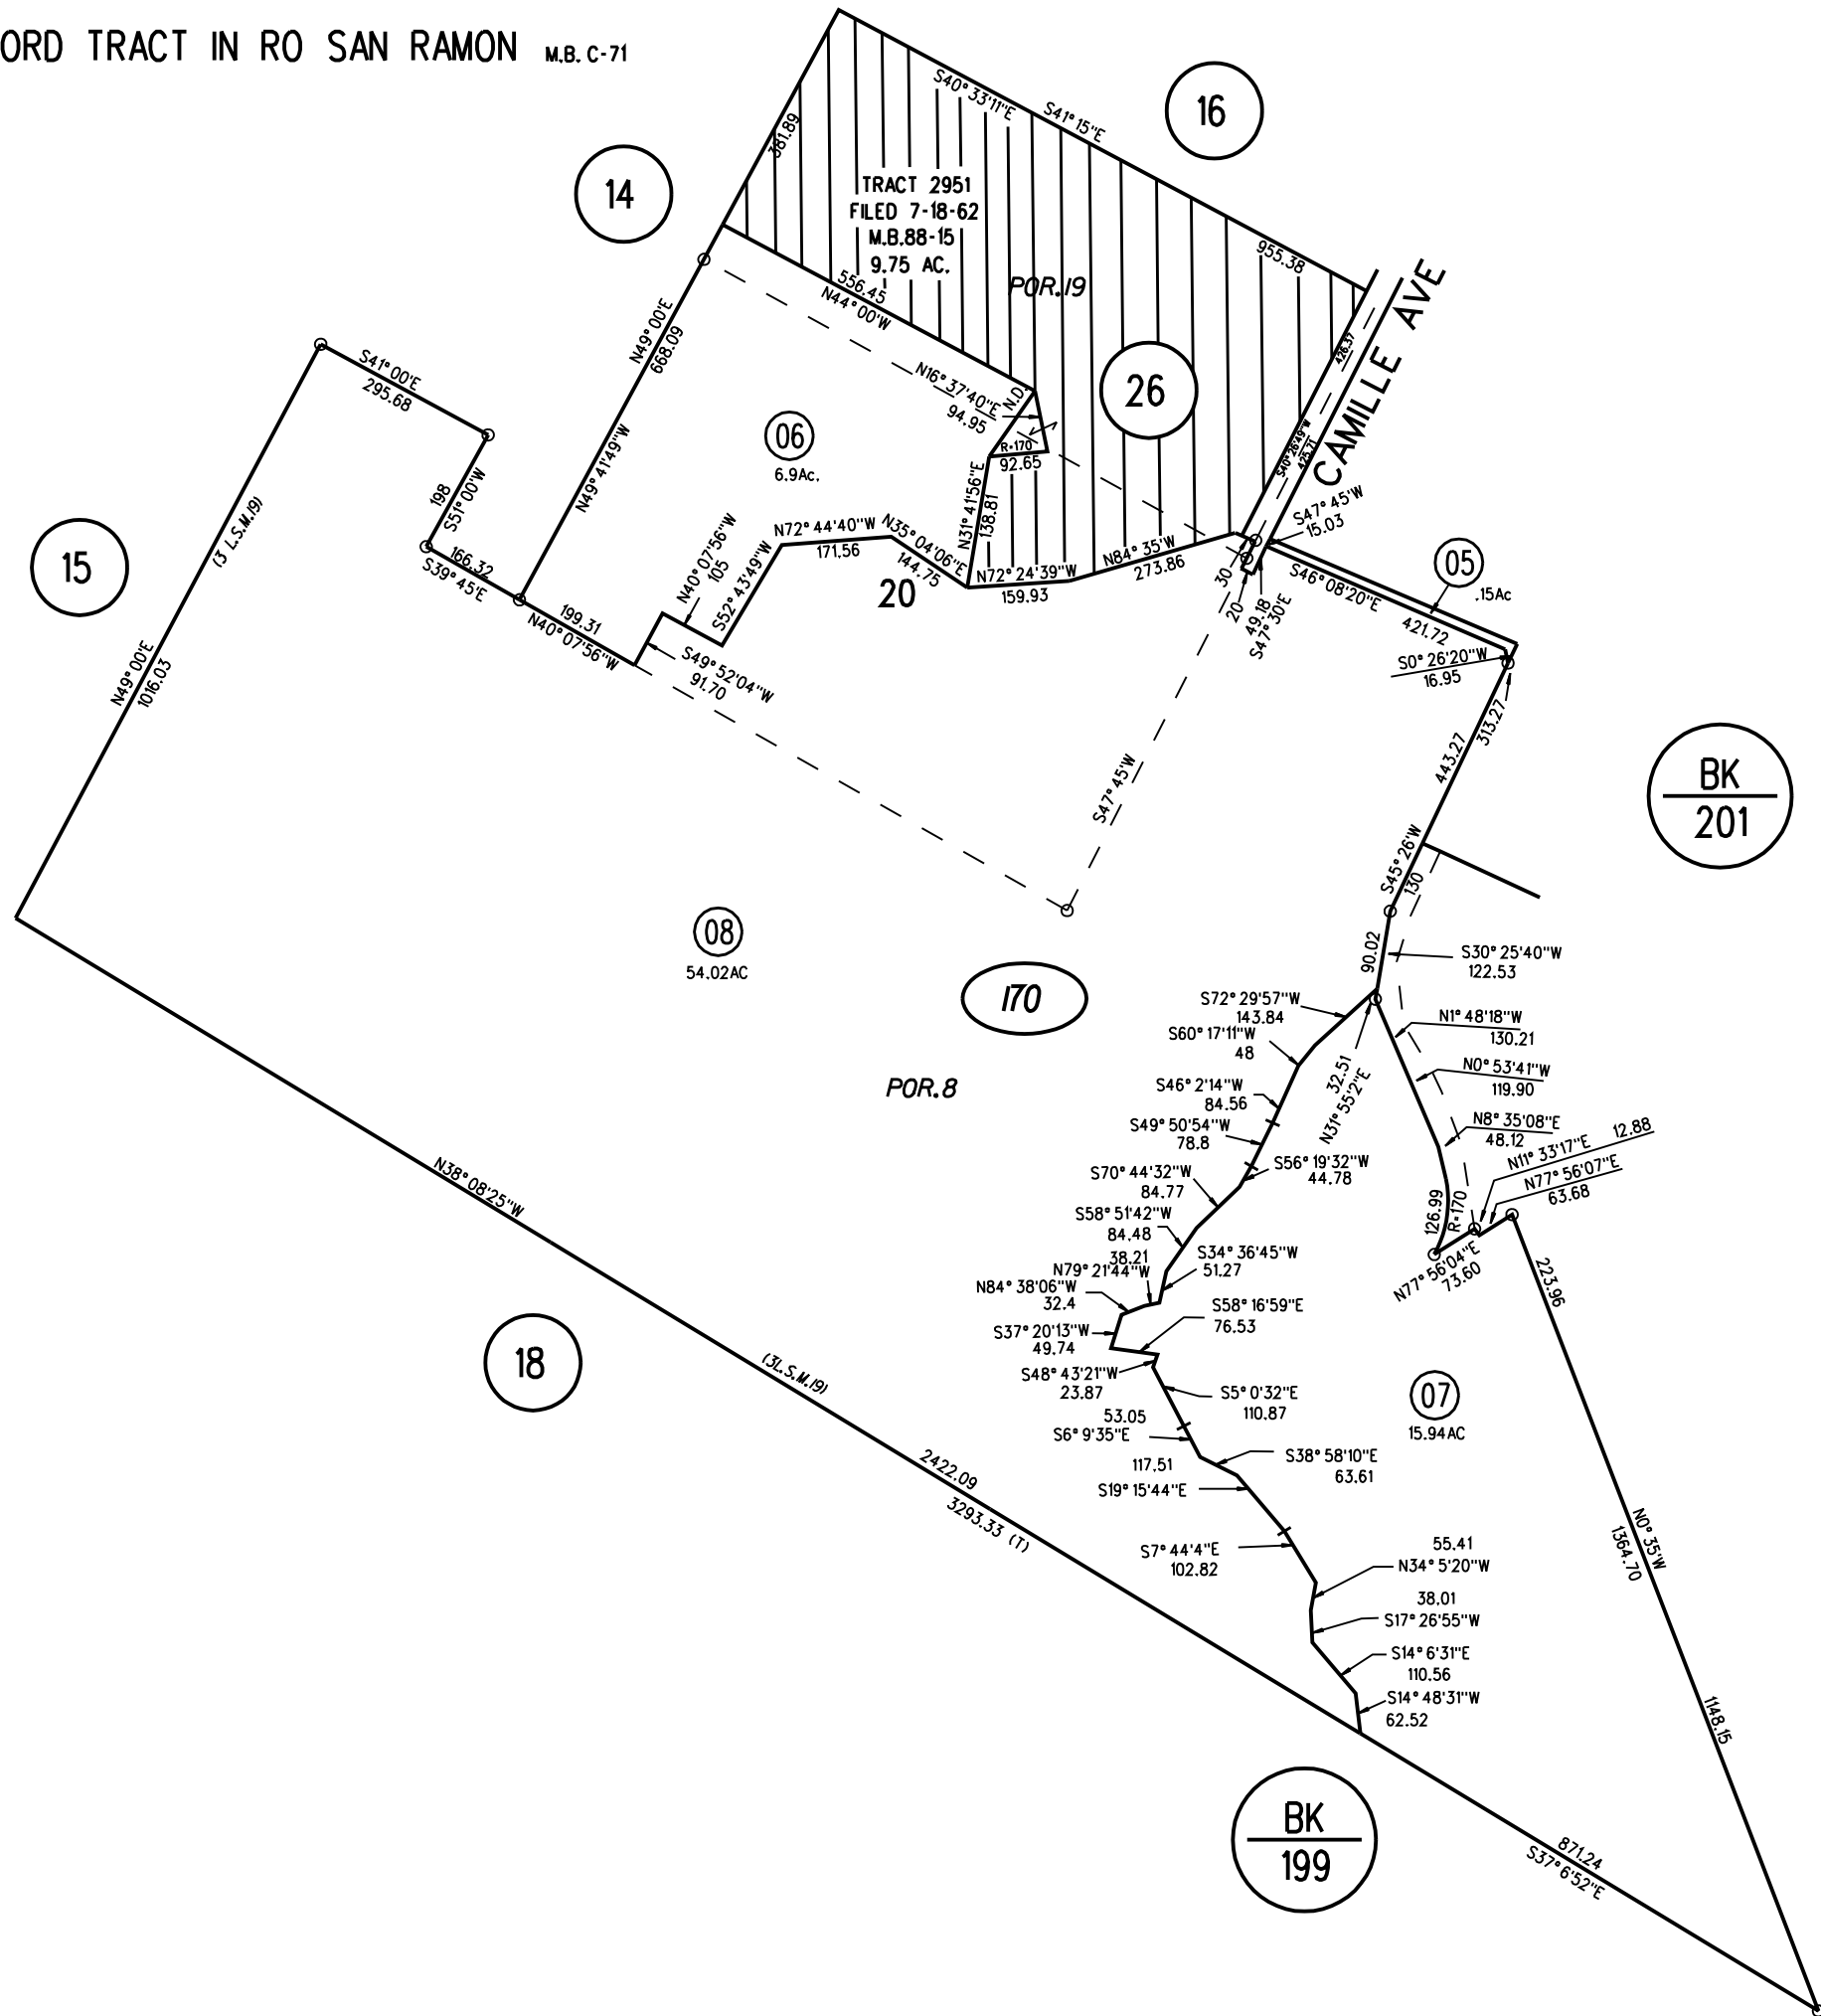 ORD TRACT IN RO SAN RAMON M.B. C-71
16
14
15
18
26
BK
201
BK
199
TRACT 2951
FILED 7-18-62
M.B.88-15
9.75 AC.
POR.19
S40°33'11"E
S41°15'E
955.38
381.89
556.45
N44°00'W
CAMILLE AVE
426.37
S40°26'49"W
425.71
N49°00'E
668.09
N49°41'49"W
S41°00'E
295.68
198
S51°00'W
166.32
S39°45'E
(3 L.S.M.19)
N49°00'E
1016.03
06
6.9Ac.
N16°37'40"E
94.95
N.D.
R=170
92.65
N31°41'56"E
138.81
199.31
N40°07'56"W
N40°07'56"W
105
S49°52'04"W
91.70
S52°43'49"W
N72°44'40"W
171.56
N35°04'06"E
144.75
20
N72°24'39"W
159.93
N84°35'W
273.86
30
20
49.18
S47°30'E
S47°45'W
15.03
S46°08'20"E
421.72
05
.15Ac
S0°26'20"W
16.95
313.27
443.27
S45°26'W
130
S47°45'W
08
54.02AC
170
POR.8
90.02
S30°25'40"W
122.53
N1°48'18"W
130.21
N0°53'41"W
119.90
N8°35'08"E
48.12
N11°33'17"E 12.88
N77°56'07"E
63.68
126.99
R=170
N77°56'04"E
73.60
223.96
32.51
N31°55'2"E
S72°29'57"W
143.84
S60°17'11"W
48
S46°2'14"W
84.56
S49°50'54"W
78.8
S56°19'32"W
44.78
S70°44'32"W
84.77
S58°51'42"W
84.48
38.21
N79°21'44"W
S34°36'45"W
51.27
N84°38'06"W
32.4
S58°16'59"E
76.53
S37°20'13"W
49.74
S48°43'21"W
23.87
S5°0'32"E
110.87
53.05
S6°9'35"E
07
15.94AC
S38°58'10"E
63.61
117.51
S19°15'44"E
S7°44'4"E
102.82
55.41
N34°5'20"W
38.01
S17°26'55"W
S14°6'31"E
110.56
S14°48'31"W
62.52
N38°08'25"W
(3L.S.M.19)
2422.09
3293.33 (T)
N0°35'W
1364.70
1148.15
871.24
S37°6'52"E